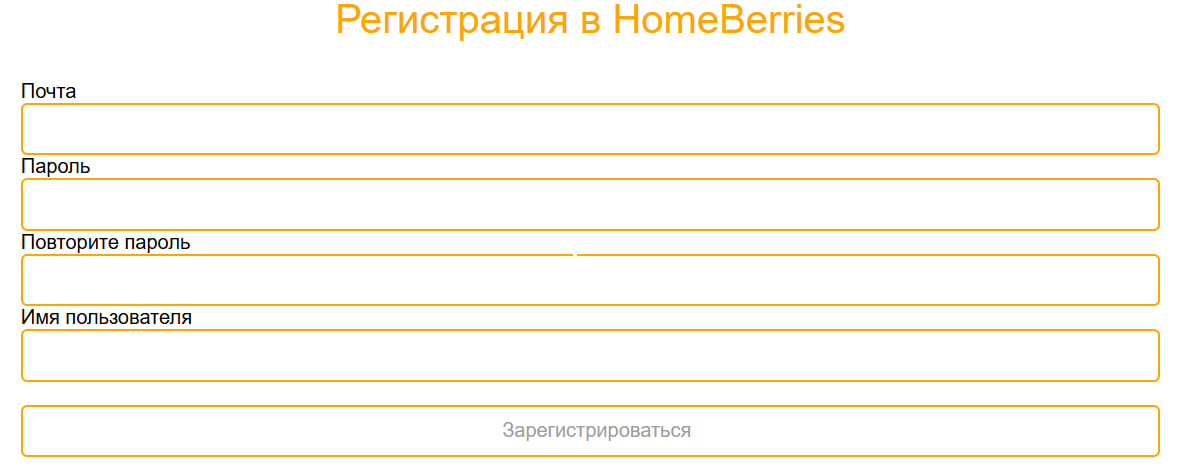 Регистрация в HomeBerries
Почта
Пароль
Повторите пароль
Имя пользователя
Зарегистрироваться